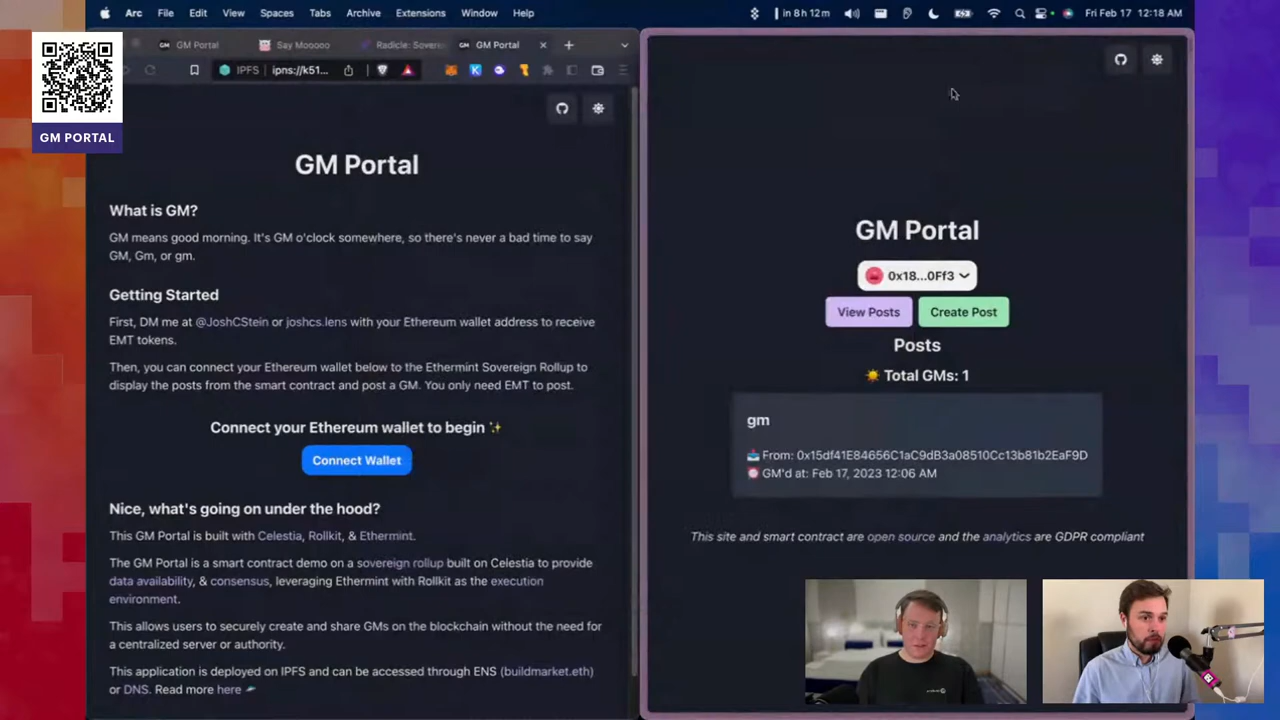 Arc File Edit View Spaces Tabs Archive Extensions Window Help
in 8h 12m
Fri Feb 17 12:18 AM
GM PORTAL
GM Portal
Say Mooooo
Radicle: Sovere
GM Portal
IPFS
ipns://k51...
GM Portal
What is GM?
GM means good morning. It's GM o'clock somewhere, so there's never a bad time to say
GM, Gm, or gm.
Getting Started
First, DM me at @JoshCStein or joshcs.lens with your Ethereum wallet address to receive
EMT tokens.
Then, you can connect your Ethereum wallet below to the Ethermint Sovereign Rollup to
display the posts from the smart contract and post a GM. You only need EMT to post.
Connect your Ethereum wallet to begin ✨
Connect Wallet
Nice, what's going on under the hood?
This GM Portal is built with Celestia, Rollkit, & Ethermint.
The GM Portal is a smart contract demo on a sovereign rollup built on Celestia to provide
data availability, & consensus, leveraging Ethermint with Rollkit as the execution
environment.
This allows users to securely create and share GMs on the blockchain without the need for
a centralized server or authority.
This application is deployed on IPFS and can be accessed through ENS (buildmarket.eth)
or DNS. Read more here
GM Portal
0x18...0Ff3
View Posts
Create Post
Posts
☀️ Total GMs: 1
gm
📥 From: 0x15df41E84656C1aC9dB3a08510Cc13b81b2EaF9D
⏰ GM'd at: Feb 17, 2023 12:06 AM
This site and smart contract are open source and the analytics are GDPR compliant